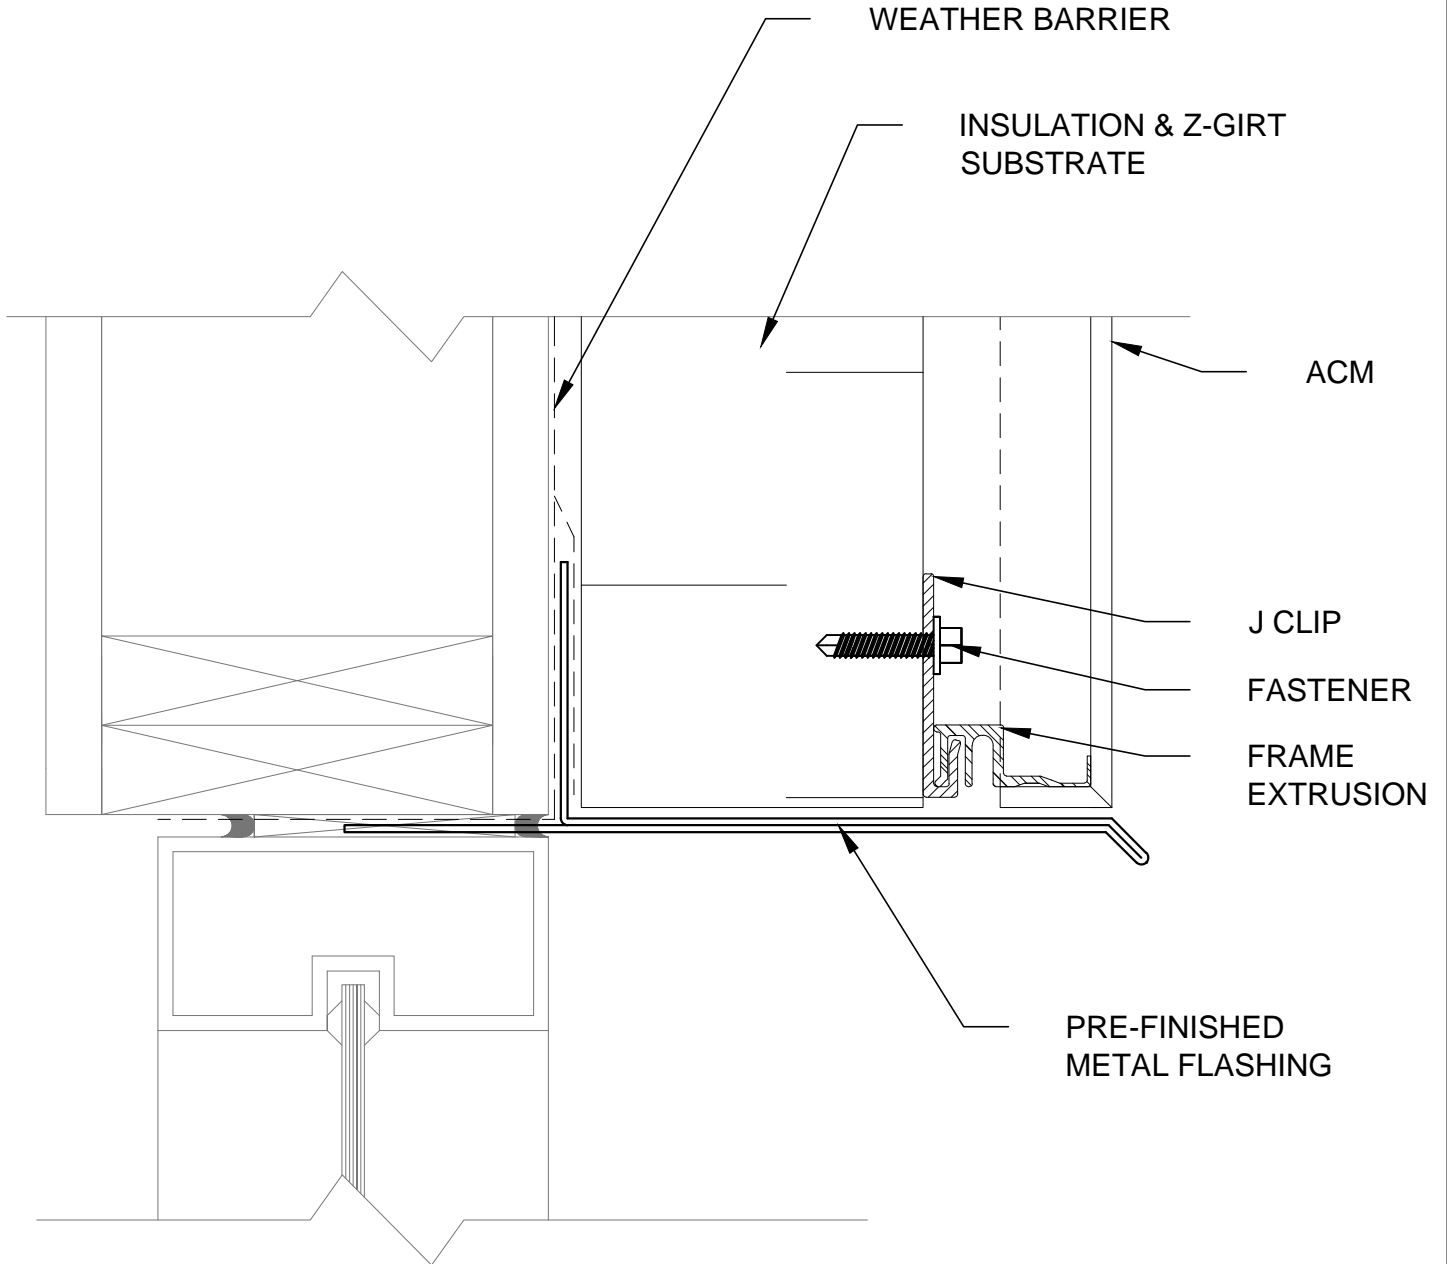 WEATHER BARRIER
INSULATION & Z-GIRT
SUBSTRATE
ACM
J CLIP
FASTENER
FRAME
EXTRUSION
PRE-FINISHED
METAL FLASHING